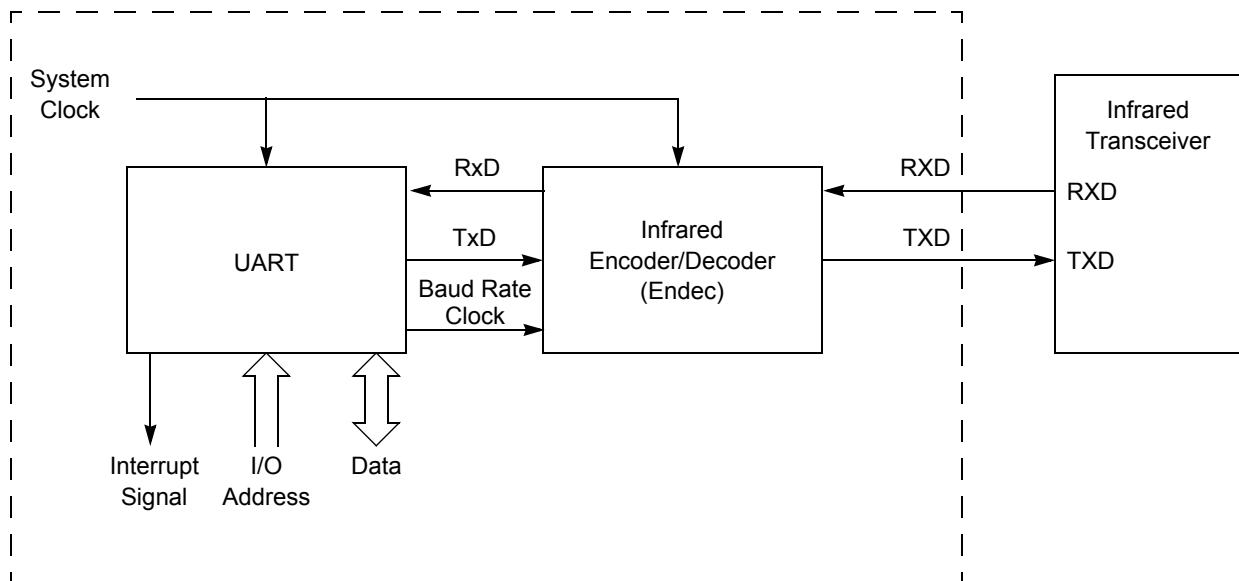 System
Clock
Infrared
Transceiver
RxD
RXD
RXD
UART
TxD
Infrared
Encoder/Decoder
(Endec)
TXD
TXD
Baud Rate
Clock
Interrupt
Signal
I/O
Address
Data